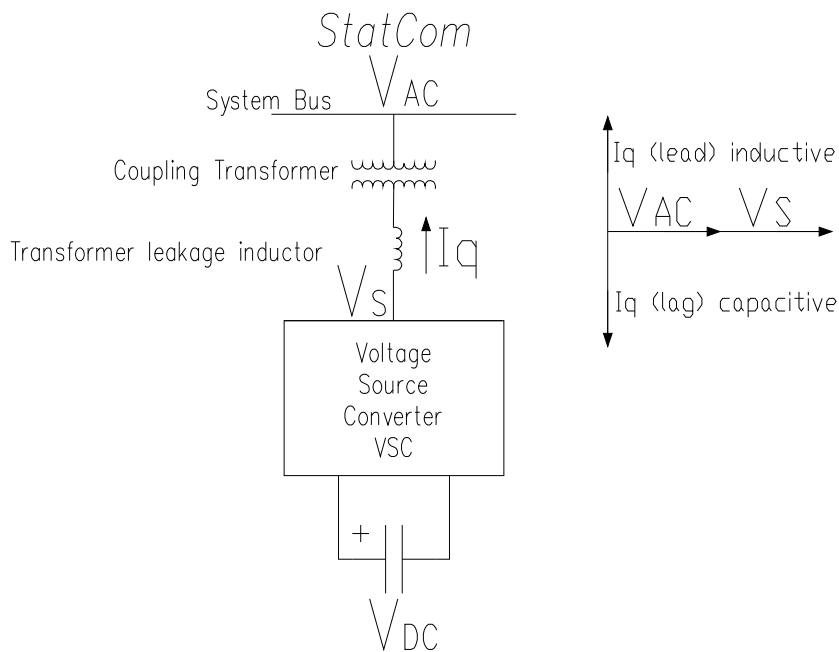 StatCom
VAC
System Bus
Coupling Transformer
Transformer leakage inductor
Iq
VS
Voltage
Source
Converter
VSC
+
VDC
Iq (lead) inductive
VAC VS
Iq (lag) capacitive